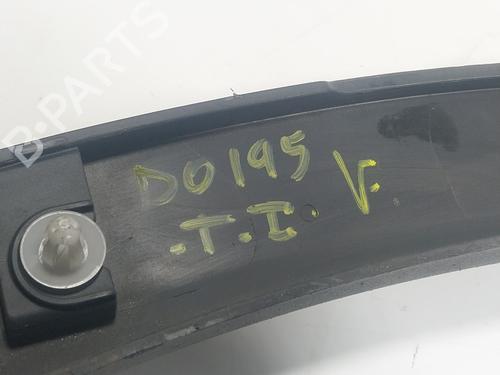 B-PARTS
D0195 V.
.T.I.